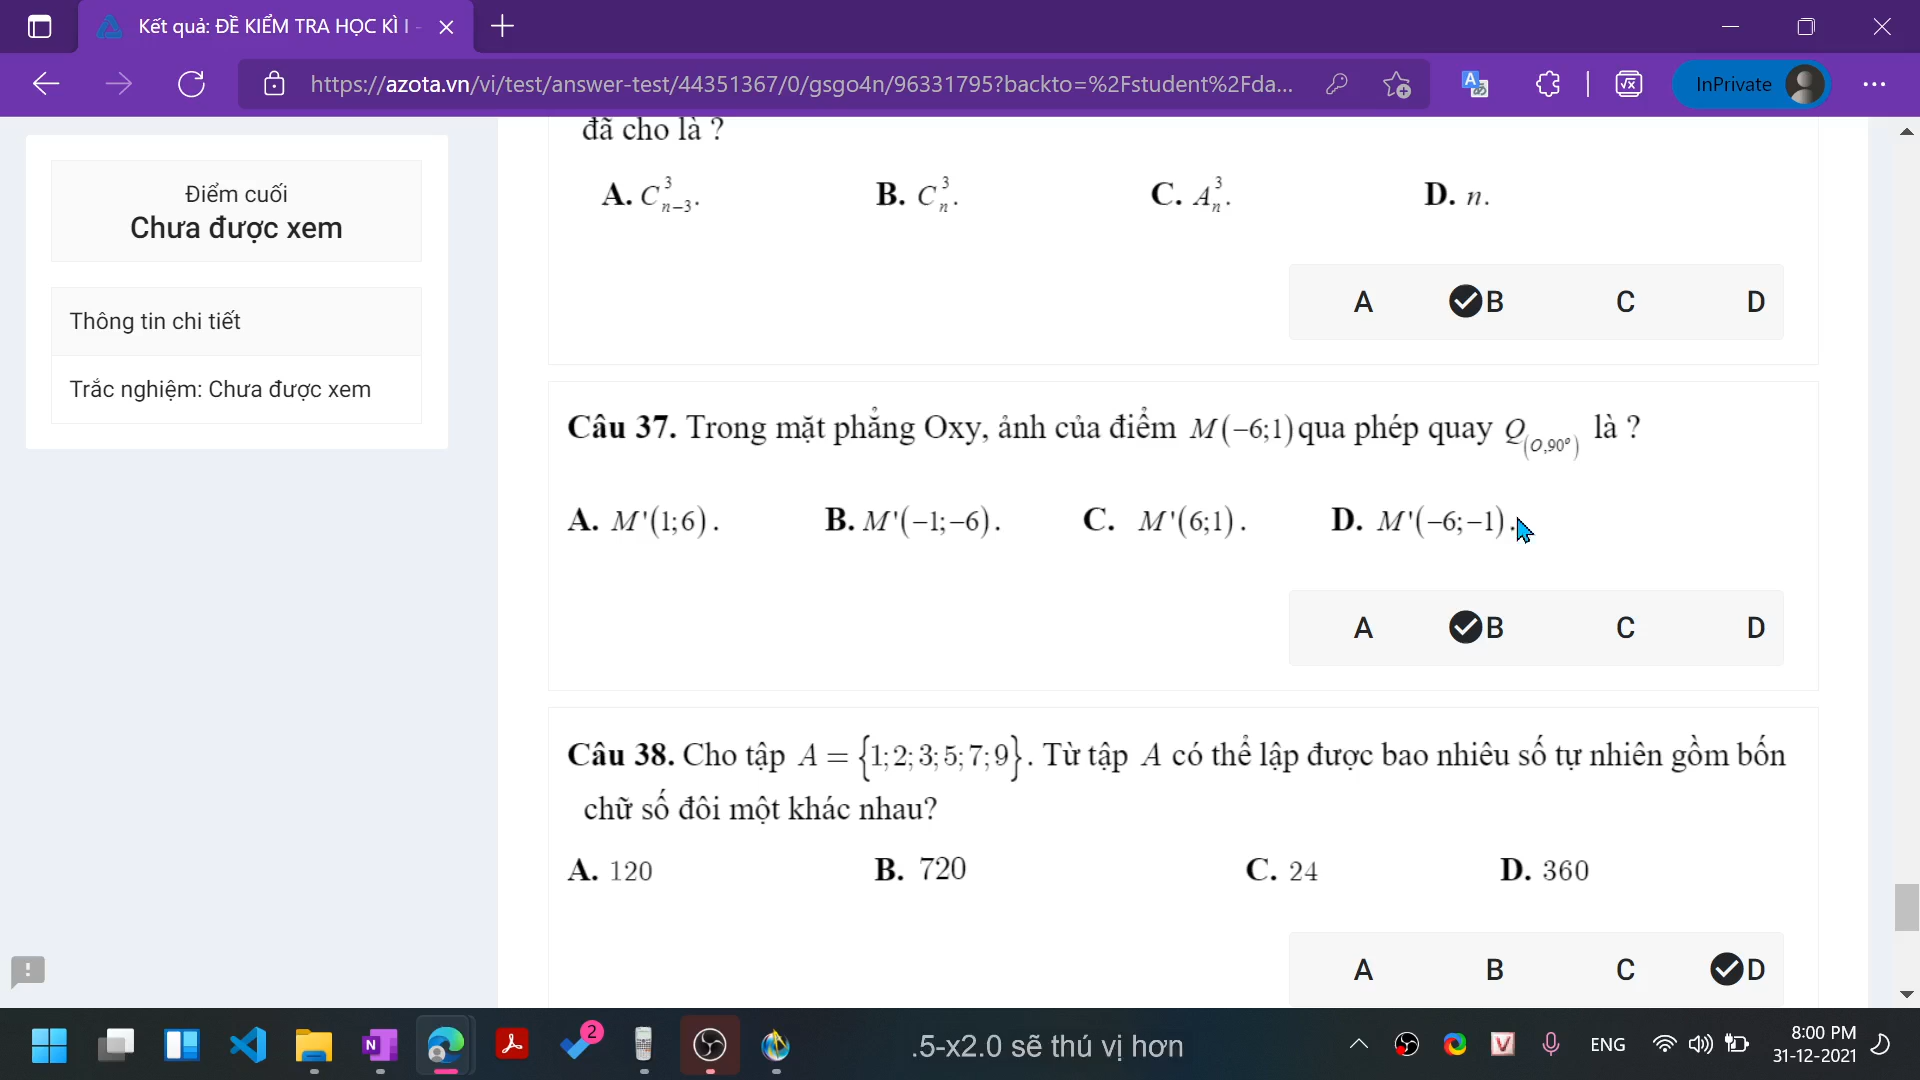 Kết quả: ĐỀ KIỂM TRA HỌC KÌ I -
https://azota.vn/vi/test/answer-test/44351367/0/gsgo4n/96331795?backto=%2Fstudent%2Fda...
InPrivate
Điểm cuối
Chưa được xem
Thông tin chi tiết
Trắc nghiệm: Chưa được xem
đã cho là ?
A. C³ₙ₋₃. B. C³ₙ. C. A³ₙ. D. n.
A B C D
Câu 37. Trong mặt phẳng Oxy, ảnh của điểm M(−6;1) qua phép quay Q(O,90°) là ?
A. M'(1;6). B. M'(−1;−6). C. M'(6;1). D. M'(−6;−1).
A B C D
Câu 38. Cho tập A = {1;2;3;5;7;9}. Từ tập A có thể lập được bao nhiêu số tự nhiên gồm bốn
chữ số đôi một khác nhau?
A. 120 B. 720 C. 24 D. 360
A B C D
2
.5-x2.0 sẽ thú vị hơn
ENG
8:00 PM
31-12-2021